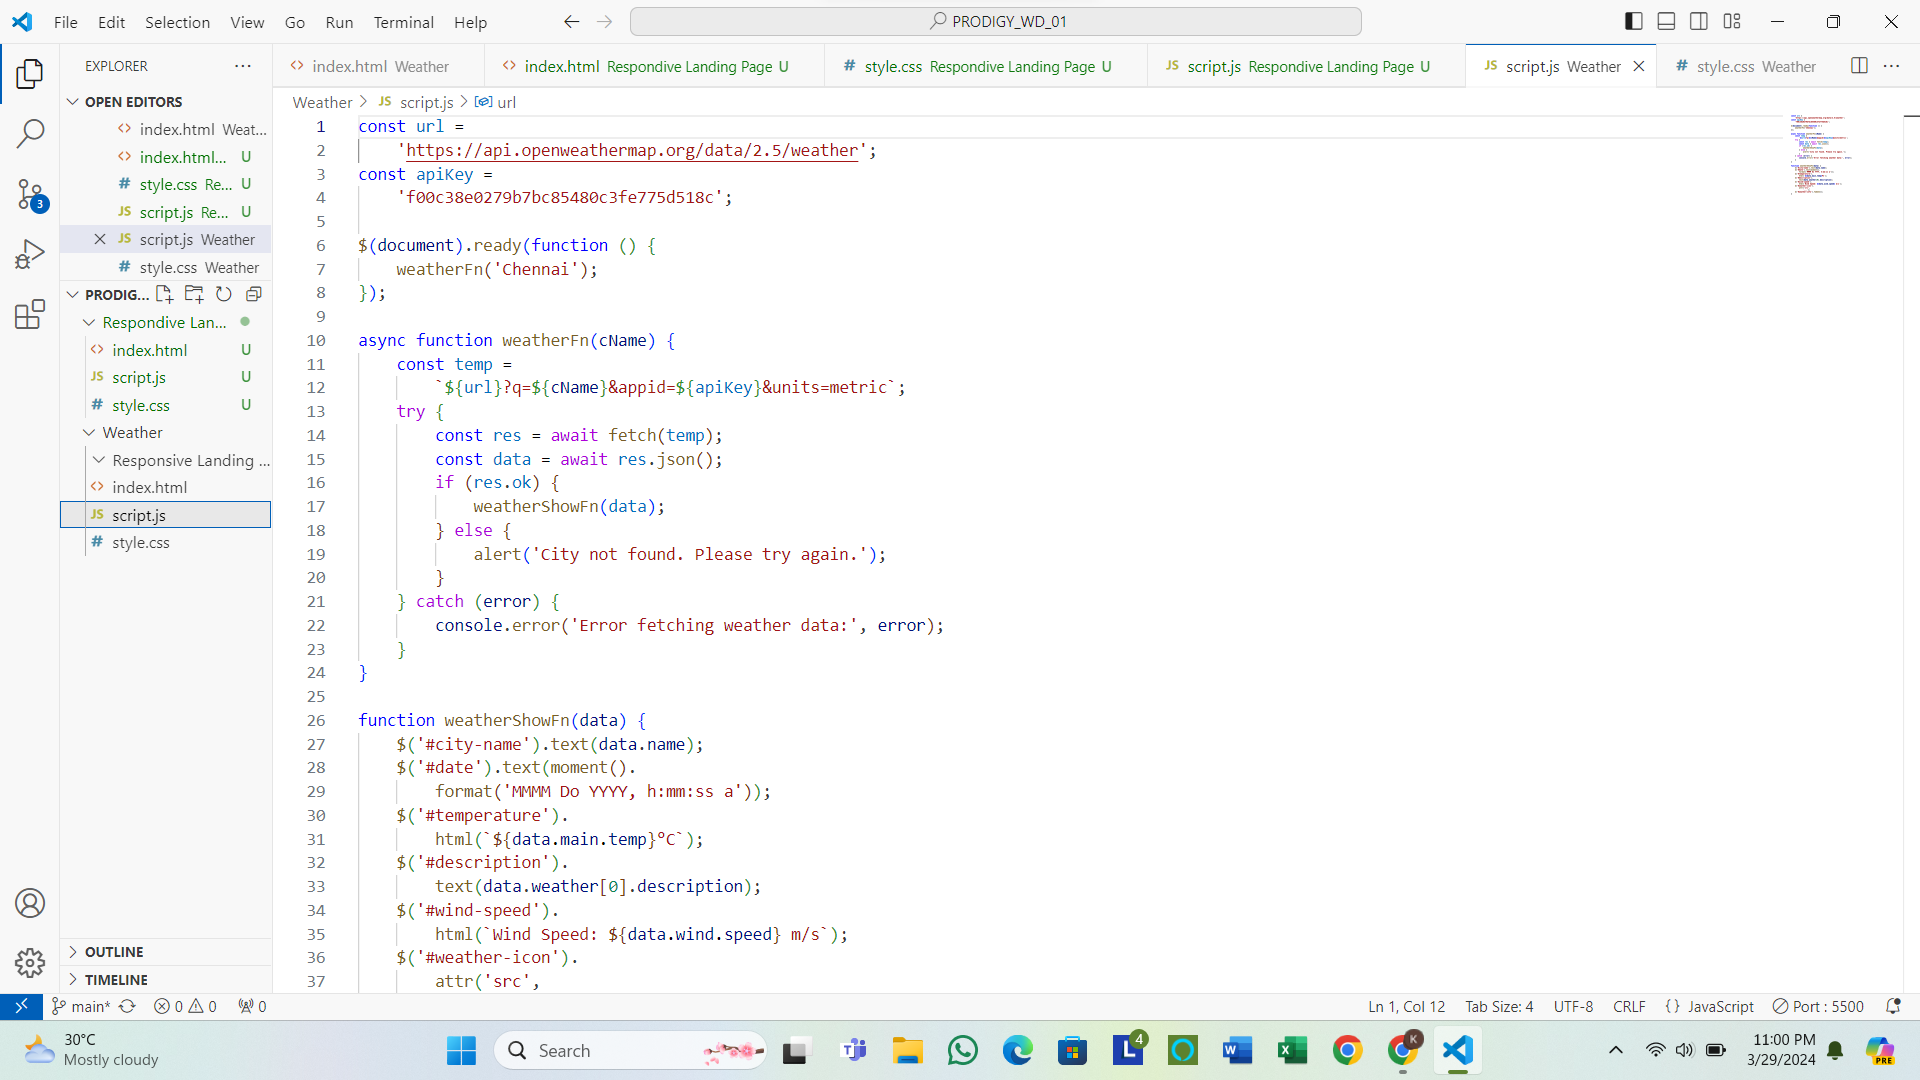 File Edit Selection View Go Run Terminal Help
PRODIGY_WD_01
EXPLORER
index.html Weather
index.html Respondive Landing Page U
style.css Respondive Landing Page U
JS script.js Respondive Landing Page U
JS script.js Weather
# style.css Weather
OPEN EDITORS
index.html Weat...
index.html... U
# style.css Re... U
JS script.js Re... U
JS script.js Weather
# style.css Weather
PRODIG...
Respondive Lan...
index.html U
JS script.js U
# style.css U
Weather
Responsive Landing ...
index.html
JS script.js
# style.css
3
OUTLINE
TIMELINE
Weather > JS script.js > url
1 const url =
2 'https://api.openweathermap.org/data/2.5/weather';
3 const apiKey =
4 'f00c38e0279b7bc85480c3fe775d518c';
5
6 $(document).ready(function () {
7 weatherFn('Chennai');
8 });
9
10 async function weatherFn(cName) {
11 const temp =
12 `${url}?q=${cName}&appid=${apiKey}&units=metric`;
13 try {
14 const res = await fetch(temp);
15 const data = await res.json();
16 if (res.ok) {
17 weatherShowFn(data);
18 } else {
19 alert('City not found. Please try again.');
20 }
21 } catch (error) {
22 console.error('Error fetching weather data:', error);
23 }
24 }
25
26 function weatherShowFn(data) {
27 $('#city-name').text(data.name);
28 $('#date').text(moment().
29 format('MMMM Do YYYY, h:mm:ss a'));
30 $('#temperature').
31 html(`${data.main.temp}°C`);
32 $('#description').
33 text(data.weather[0].description);
34 $('#wind-speed').
35 html(`Wind Speed: ${data.wind.speed} m/s`);
36 $('#weather-icon').
37 attr('src',
main* 0 0 0
Ln 1, Col 12 Tab Size: 4 UTF-8 CRLF {} JavaScript Port : 5500
30°C
Mostly cloudy
Search
4
K
11:00 PM
3/29/2024
PRE